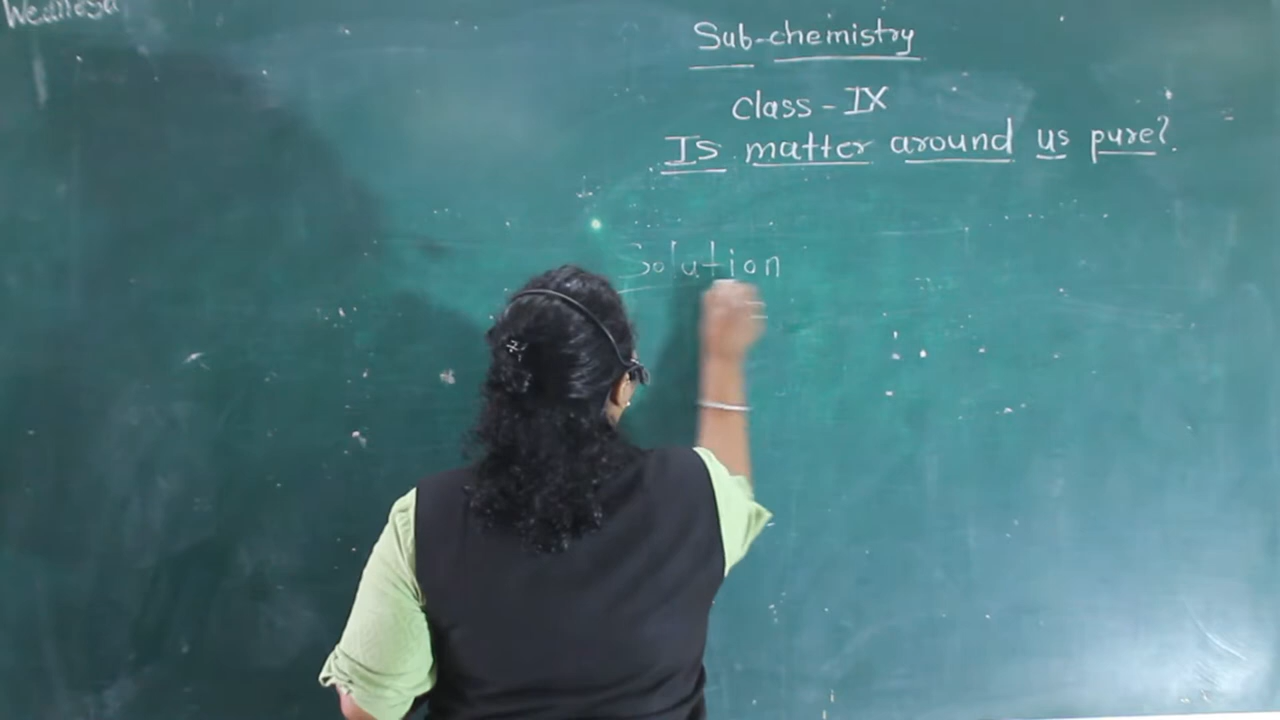 Sub-chemistry
Class-IX
Is matter around us pure?
Solution